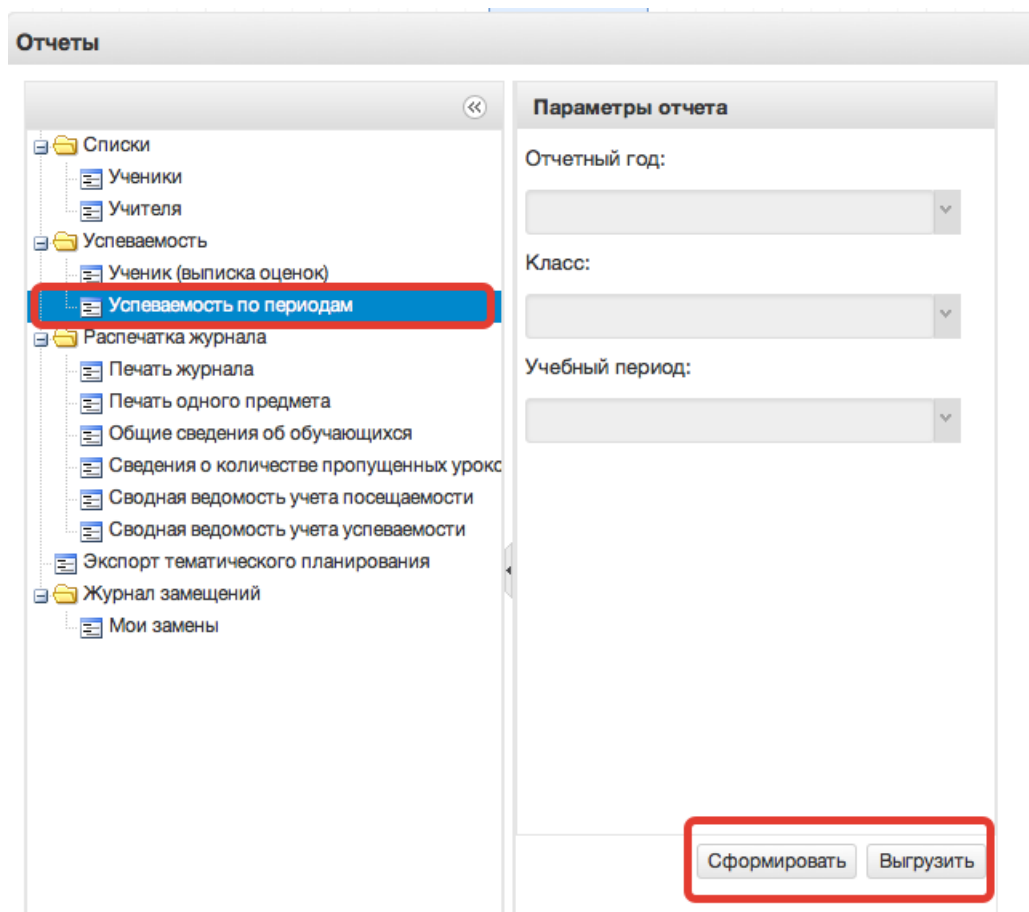 Отчеты
Списки
Ученики
Учителя
Успеваемость
Ученик (выписка оценок)
Успеваемость по периодам
Распечатка журнала
Печать журнала
Печать одного предмета
Общие сведения об обучающихся
Сведения о количестве пропущенных уроко
Сводная ведомость учета посещаемости
Сводная ведомость учета успеваемости
Экспорт тематического планирования
Журнал замещений
Мои замены
Параметры отчета
Отчетный год:
Класс:
Учебный период:
Сформировать Выгрузить